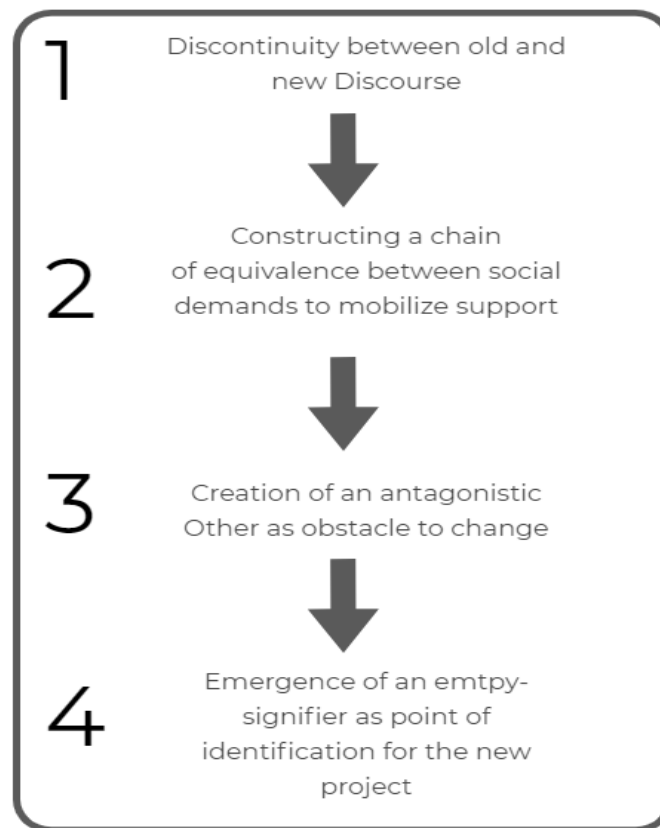 1
Discontinuity between old and
new Discourse
2
Constructing a chain
of equivalence between social
demands to mobilize support
3
Creation of an antagonistic
Other as obstacle to change
4
Emergence of an emtpy-
signifier as point of
identification for the new
project